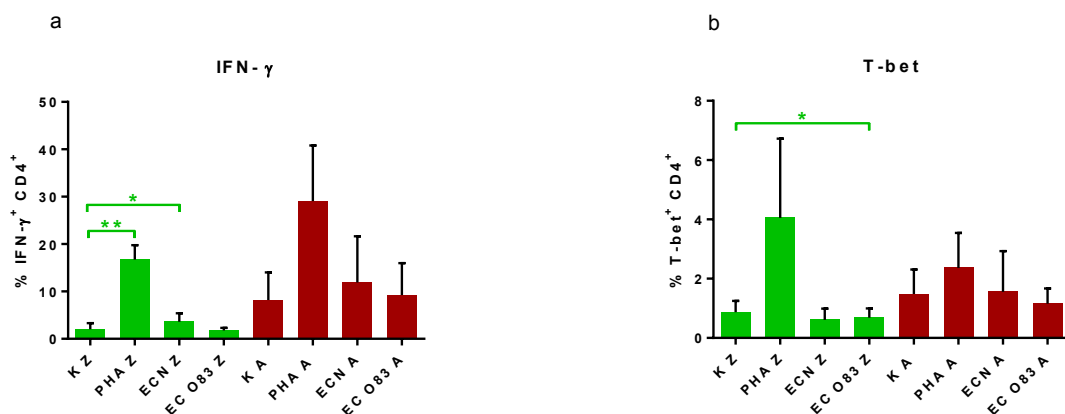 a
IFN- γ
% IFN-γ+ CD4+
50
40
30
20
10
0
*
**
K Z
PHA Z
ECN Z
EC O83 Z
K A
PHA A
ECN A
EC O83 A
b
T-bet
% T-bet+ CD4+
8
6
4
2
0
*
K Z
PHA Z
ECN Z
EC O83 Z
K A
PHA A
ECN A
EC O83 A